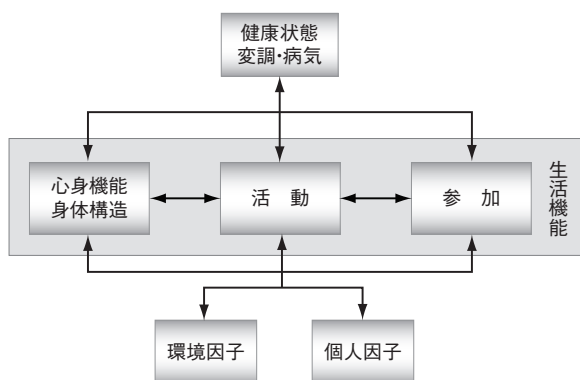 健康状態
変調・病気
心身機能
身体構造
活 動
参 加
生活機能
環境因子
個人因子